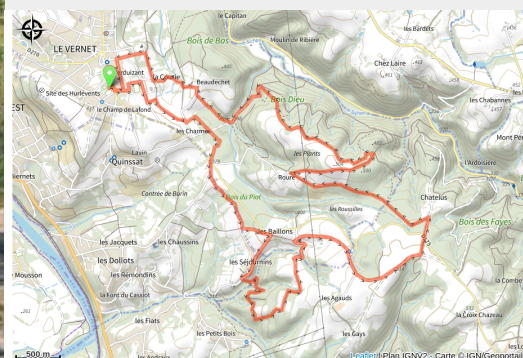 le Capitan
les Bardets
Bois de Bos
Moulin de Ribière
LE VERNET
Chez Laire
la Couzie
Beaudechet
Site des Hurlevents
Bois Dieu
les Chabannes
EST
le Champ de Lafond
les Charmes
Mont Pé
Lavin
les Plants
l'Ardoisière
Quinssat
Roure
Contrée de Barin
Bois du Piot
les Roussilles
Chatelus
Bois des Fayes
les Jacquets
les Chaussins
les Baillons
les Dollots
les Séjournins
Mousson
les Rémondins
la Font du Cassiot
les Agauds
la Croix Chazeau
les Fiats
les Petits Bois
les Gays
500 m
Leaflet | Plan IGNV2 - Carte © IGN/Geoportail